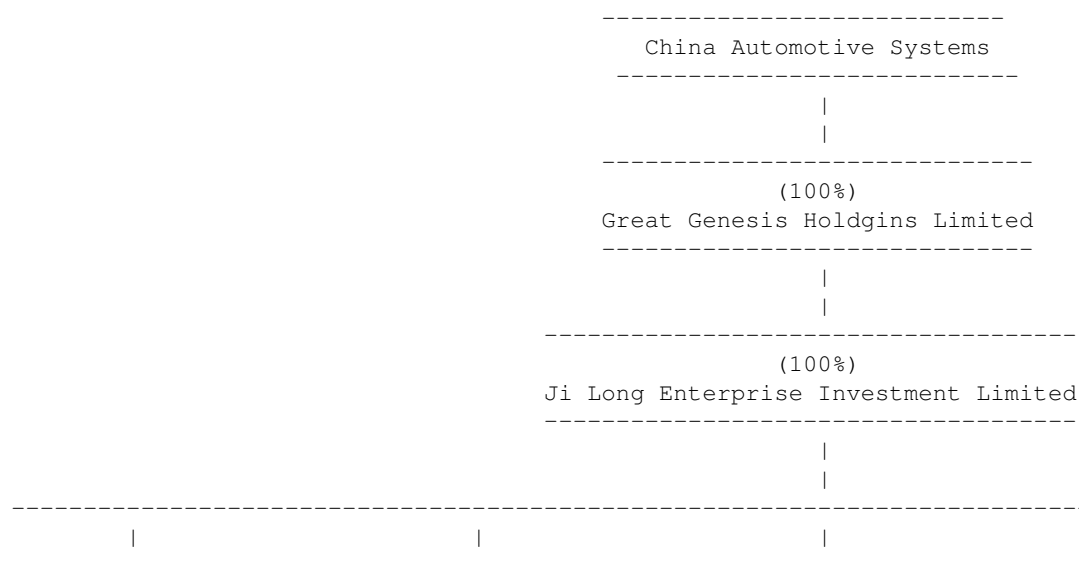 China Automotive Systems
(100%)
Great Genesis Holdgins Limited
(100%)
Ji Long Enterprise Investment Limited